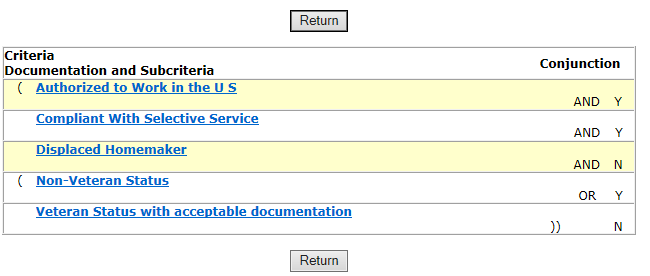 Return
Criteria
Documentation and Subcriteria Conjunction
( Authorized to Work in the U S
AND Y
Compliant With Selective Service
AND Y
Displaced Homemaker
AND N
( Non-Veteran Status
OR Y
Veteran Status with acceptable documentation
)) N
Return